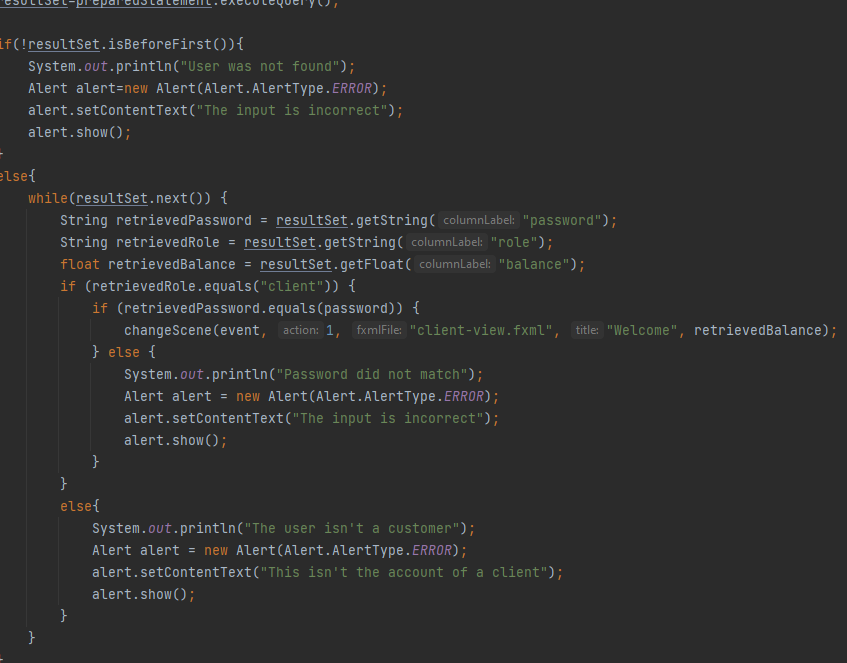 resultSet=preparedStatement.executeQuery();
if(!resultSet.isBeforeFirst()){
System.out.println("User was not found");
Alert alert=new Alert(Alert.AlertType.ERROR);
alert.setContentText("The input is incorrect");
alert.show();
}
else{
while(resultSet.next()) {
String retrievedPassword = resultSet.getString( columnLabel: "password");
String retrievedRole = resultSet.getString( columnLabel: "role");
float retrievedBalance = resultSet.getFloat( columnLabel: "balance");
if (retrievedRole.equals("client")) {
if (retrievedPassword.equals(password)) {
changeScene(event, action: 1, fxmlFile: "client-view.fxml", title: "Welcome", retrievedBalance);
} else {
System.out.println("Password did not match");
Alert alert = new Alert(Alert.AlertType.ERROR);
alert.setContentText("The input is incorrect");
alert.show();
}
}
else{
System.out.println("The user isn't a customer");
Alert alert = new Alert(Alert.AlertType.ERROR);
alert.setContentText("This isn't the account of a client");
alert.show();
}
}